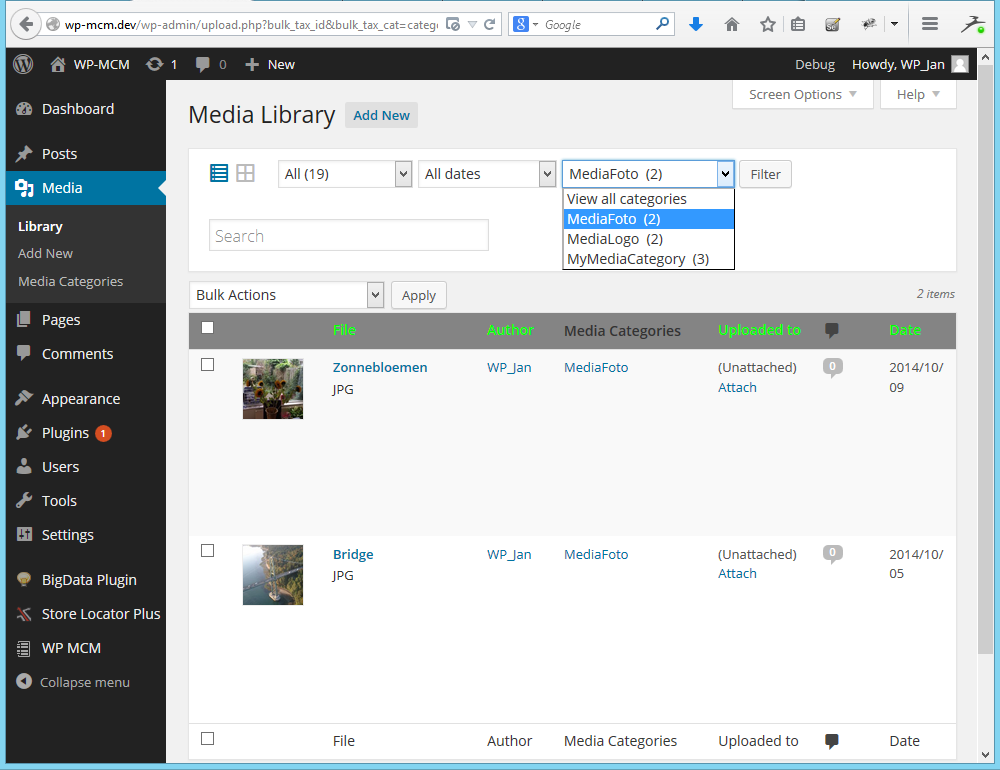 wp-mcm.dev/wp-admin/upload.php?bulk_tax_id&bulk_tax_cat=categ
Google
WP-MCM 1 0 New Debug Howdy, WP_Jan
Screen Options Help
Dashboard
Posts
Media
Library
Add New
Media Categories
Pages
Comments
Appearance
Plugins 1
Users
Tools
Settings
BigData Plugin
Store Locator Plus
WP MCM
Collapse menu
Media Library Add New
All (19) All dates MediaFoto (2) Filter
View all categories
MediaFoto (2)
MediaLogo (2)
MyMediaCategory (3)
Search
Bulk Actions Apply 2 items
File Author Media Categories Uploaded to Date
Zonnebloemen WP_Jan MediaFoto (Unattached) 0 2014/10/
JPG Attach 09
Bridge WP_Jan MediaFoto (Unattached) 0 2014/10/
JPG Attach 05
File Author Media Categories Uploaded to Date